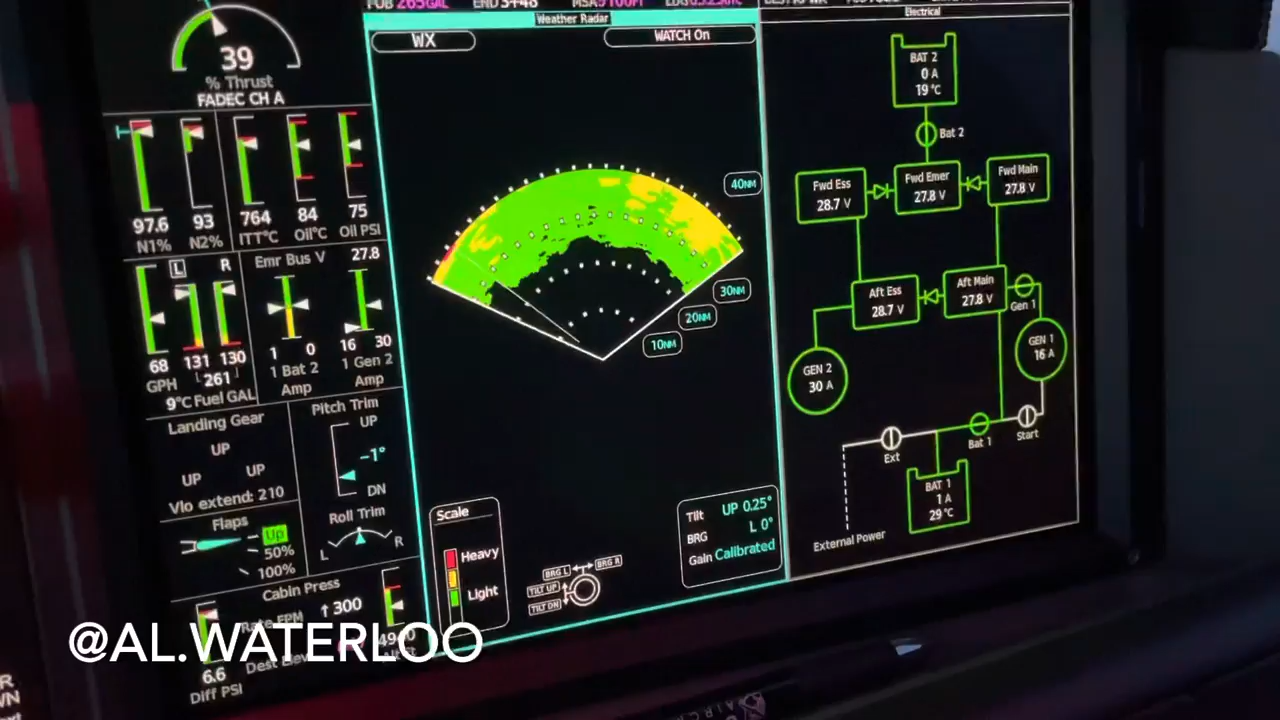 FOB 265GAL
Weather Radar
Electrical
39
% Thrust
FADEC CH A
97.6
N1%
93
N2%
764
ITT°C
84
Oil°C
75
Oil PSI
L
R
68
GPH
131
130
261
9°C Fuel GAL
Emr Bus V
27.8
1
0
1 Bat 2
Amp
16
30
1 Gen 2
Amp
Landing Gear
UP
UP
UP
Vlo extend: 210
Flaps
Up
50%
100%
Pitch Trim
UP
-1°
DN
Roll Trim
L
R
Cabin Press
↑300
6.6
Diff PSI
WX
WATCH On
40NM
30NM
20NM
10NM
Scale
Heavy
Light
BRG L
BRG R
TILT UP
TILT DN
Tilt UP 0.25°
BRG L 0°
Gain Calibrated
BAT 2
0 A
19 °C
Bat 2
Fwd Ess
28.7 V
Fwd Emer
27.8 V
Fwd Main
27.8 V
Aft Ess
28.7 V
Aft Main
27.8 V
Gen 1
GEN 2
30 A
GEN 1
16 A
Ext
Bat 1
Start
BAT 1
1 A
29 °C
External Power
@AL.WATERLOO